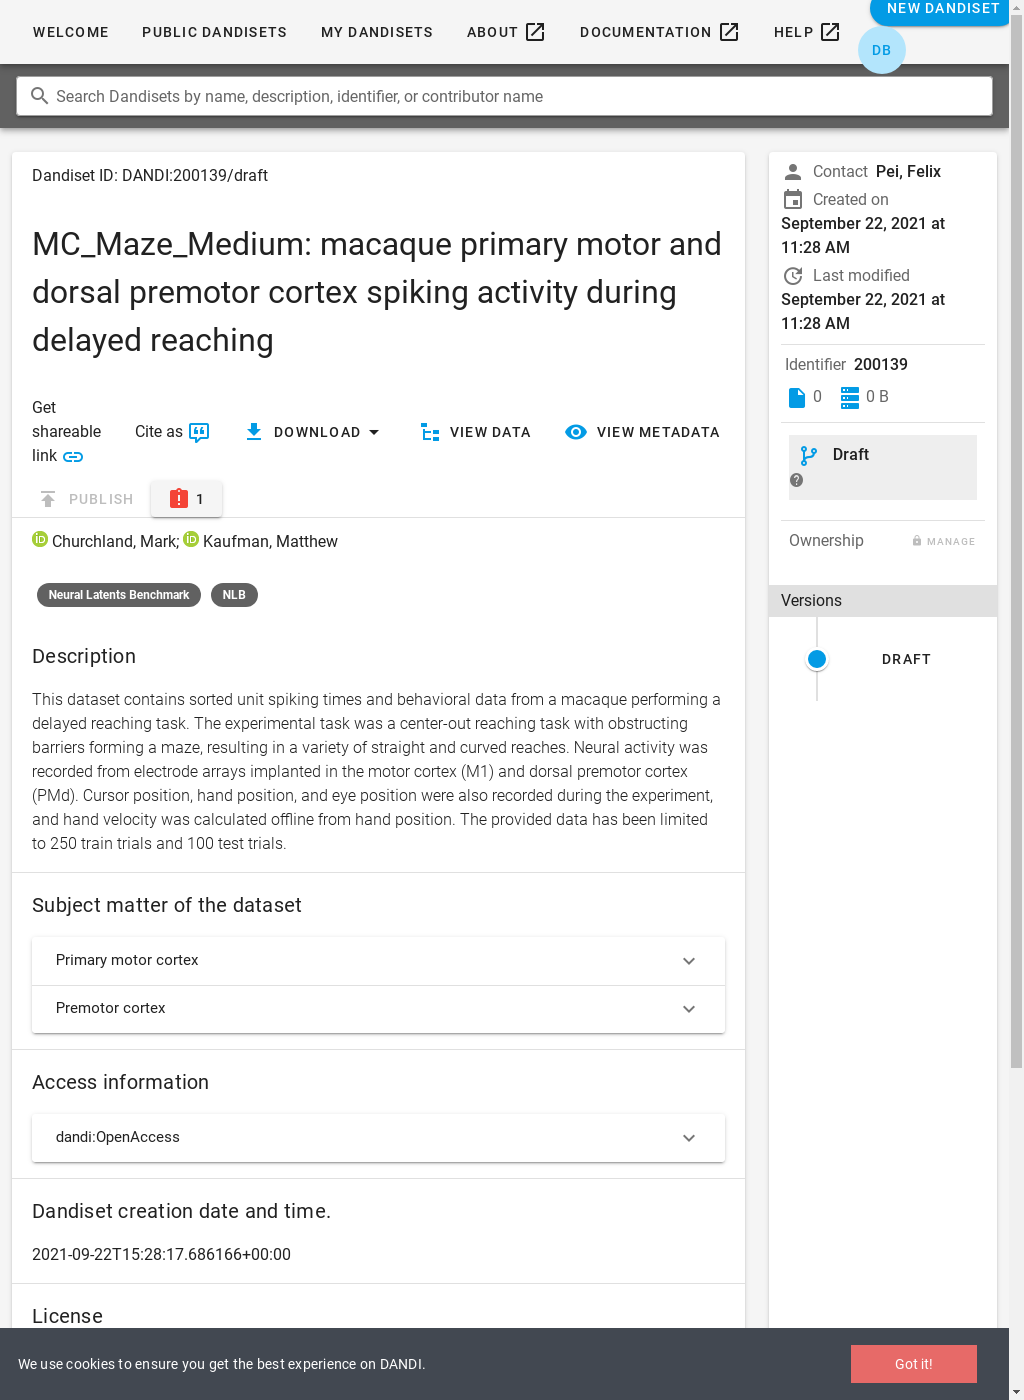 WELCOME PUBLIC DANDISETS MY DANDISETS ABOUT DOCUMENTATION HELP NEW DANDISET
DB
Search Dandisets by name, description, identifier, or contributor name
Dandiset ID: DANDI:200139/draft
MC_Maze_Medium: macaque primary motor and
dorsal premotor cortex spiking activity during
delayed reaching
Get
shareable
link
Cite as
DOWNLOAD
VIEW DATA
VIEW METADATA
PUBLISH
1
Churchland, Mark; Kaufman, Matthew
Neural Latents Benchmark NLB
Description
This dataset contains sorted unit spiking times and behavioral data from a macaque performing a
delayed reaching task. The experimental task was a center-out reaching task with obstructing
barriers forming a maze, resulting in a variety of straight and curved reaches. Neural activity was
recorded from electrode arrays implanted in the motor cortex (M1) and dorsal premotor cortex
(PMd). Cursor position, hand position, and eye position were also recorded during the experiment,
and hand velocity was calculated offline from hand position. The provided data has been limited
to 250 train trials and 100 test trials.
Subject matter of the dataset
Primary motor cortex
Premotor cortex
Access information
dandi:OpenAccess
Dandiset creation date and time.
2021-09-22T15:28:17.686166+00:00
License
Contact Pei, Felix
Created on
September 22, 2021 at
11:28 AM
Last modified
September 22, 2021 at
11:28 AM
Identifier 200139
0 0 B
Draft
Ownership MANAGE
Versions
DRAFT
We use cookies to ensure you get the best experience on DANDI.
Got it!